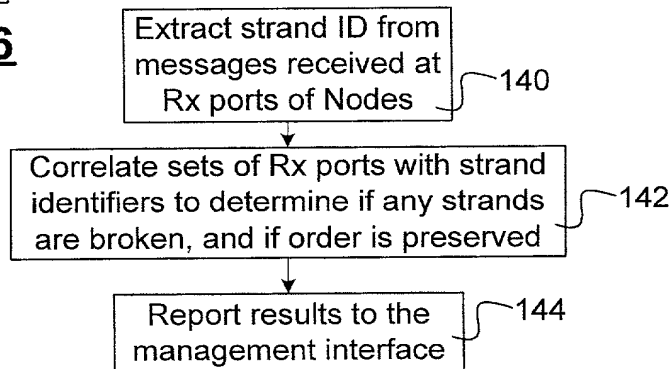 6
Extract strand ID from
messages received at
Rx ports of Nodes
140
Correlate sets of Rx ports with strand
identifiers to determine if any strands
are broken, and if order is preserved
142
Report results to the
management interface
144